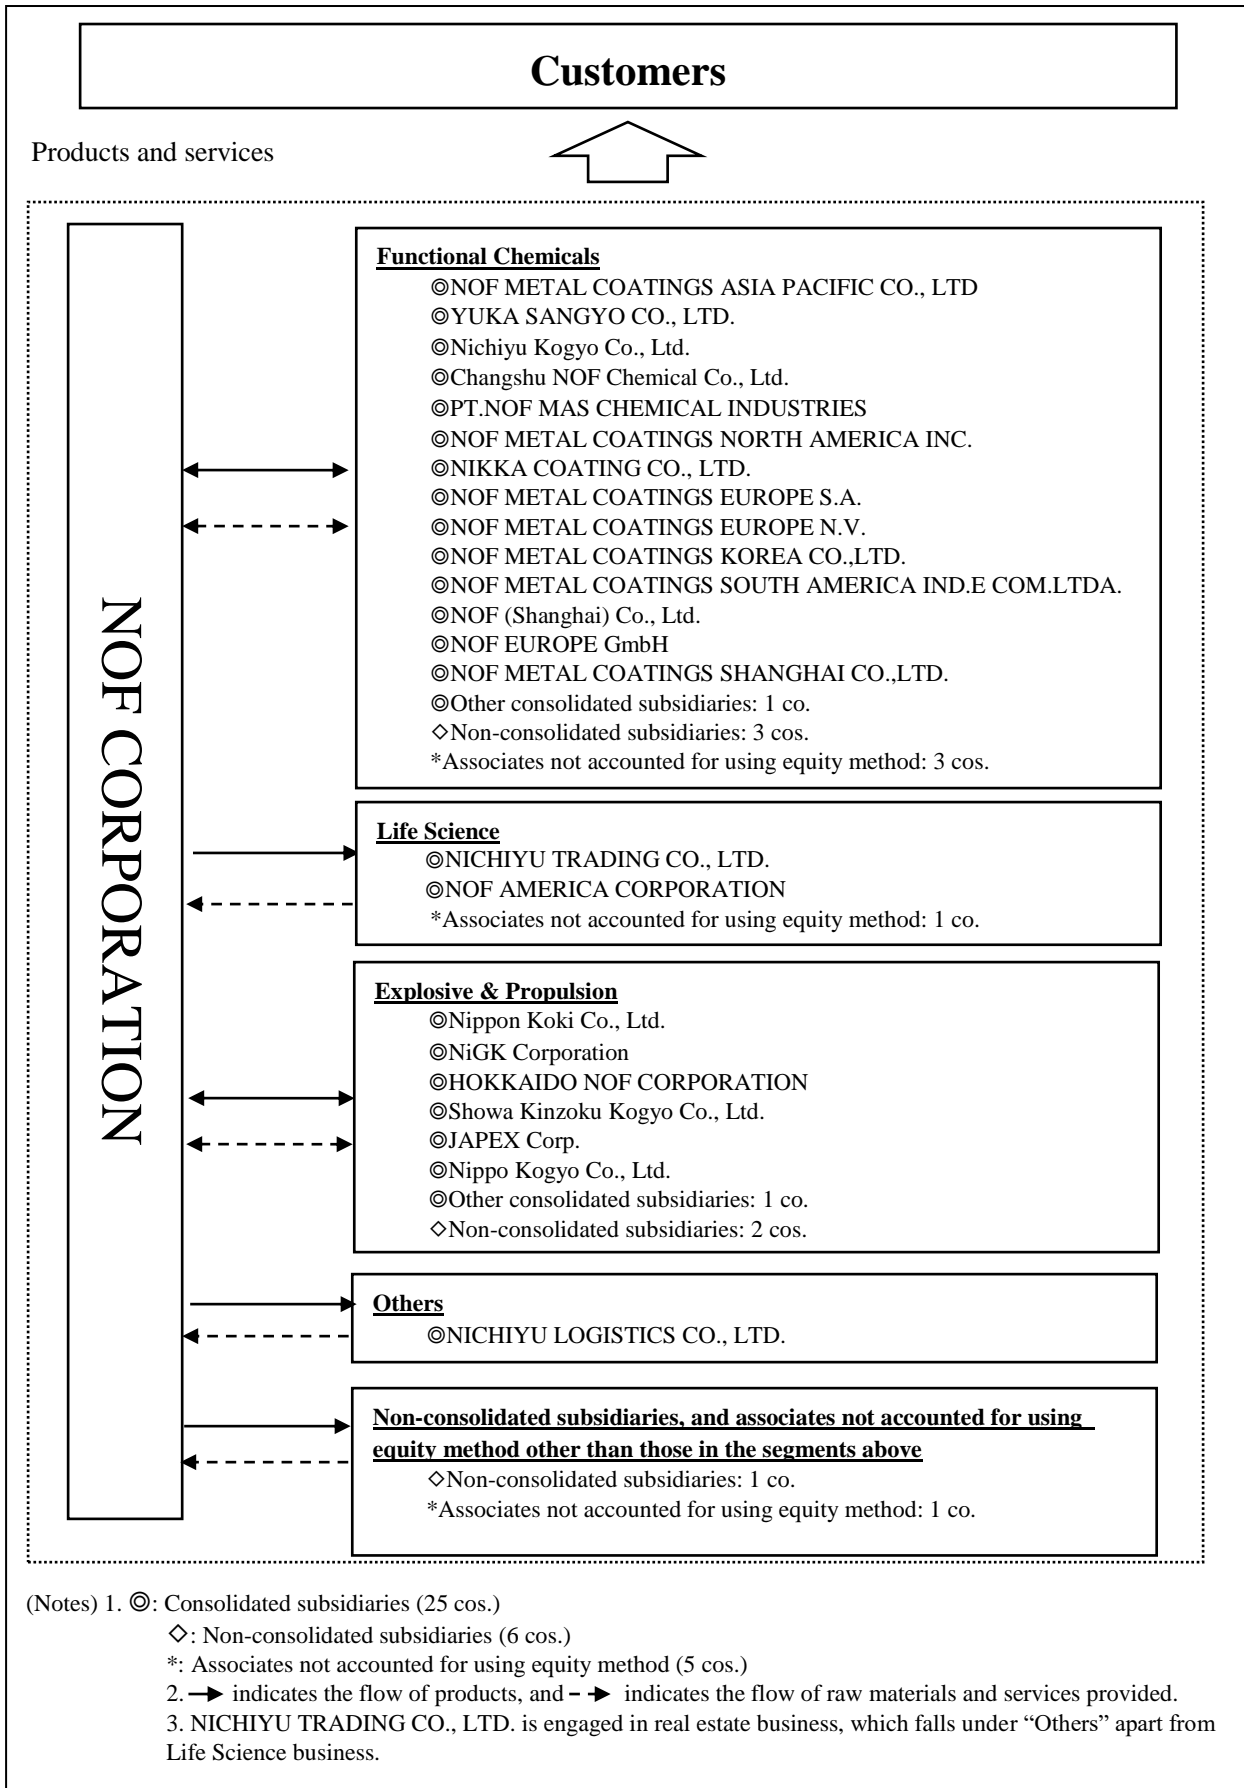 Customers
Products and services
NOF CORPORATION
Functional Chemicals
◎NOF METAL COATINGS ASIA PACIFIC CO., LTD
◎YUKA SANGYO CO., LTD.
◎Nichiyu Kogyo Co., Ltd.
◎Changshu NOF Chemical Co., Ltd.
◎PT.NOF MAS CHEMICAL INDUSTRIES
◎NOF METAL COATINGS NORTH AMERICA INC.
◎NIKKA COATING CO., LTD.
◎NOF METAL COATINGS EUROPE S.A.
◎NOF METAL COATINGS EUROPE N.V.
◎NOF METAL COATINGS KOREA CO.,LTD.
◎NOF METAL COATINGS SOUTH AMERICA IND.E COM.LTDA.
◎NOF (Shanghai) Co., Ltd.
◎NOF EUROPE GmbH
◎NOF METAL COATINGS SHANGHAI CO.,LTD.
◎Other consolidated subsidiaries: 1 co.
◇Non-consolidated subsidiaries: 3 cos.
*Associates not accounted for using equity method: 3 cos.
Life Science
◎NICHIYU TRADING CO., LTD.
◎NOF AMERICA CORPORATION
*Associates not accounted for using equity method: 1 co.
Explosive & Propulsion
◎Nippon Koki Co., Ltd.
◎NiGK Corporation
◎HOKKAIDO NOF CORPORATION
◎Showa Kinzoku Kogyo Co., Ltd.
◎JAPEX Corp.
◎Nippo Kogyo Co., Ltd.
◎Other consolidated subsidiaries: 1 co.
◇Non-consolidated subsidiaries: 2 cos.
Others
◎NICHIYU LOGISTICS CO., LTD.
Non-consolidated subsidiaries, and associates not accounted for using
equity method other than those in the segments above
◇Non-consolidated subsidiaries: 1 co.
*Associates not accounted for using equity method: 1 co.
(Notes) 1. ◎: Consolidated subsidiaries (25 cos.)
◇: Non-consolidated subsidiaries (6 cos.)
*: Associates not accounted for using equity method (5 cos.)
2. → indicates the flow of products, and ⇢ indicates the flow of raw materials and services provided.
3. NICHIYU TRADING CO., LTD. is engaged in real estate business, which falls under “Others” apart from
Life Science business.